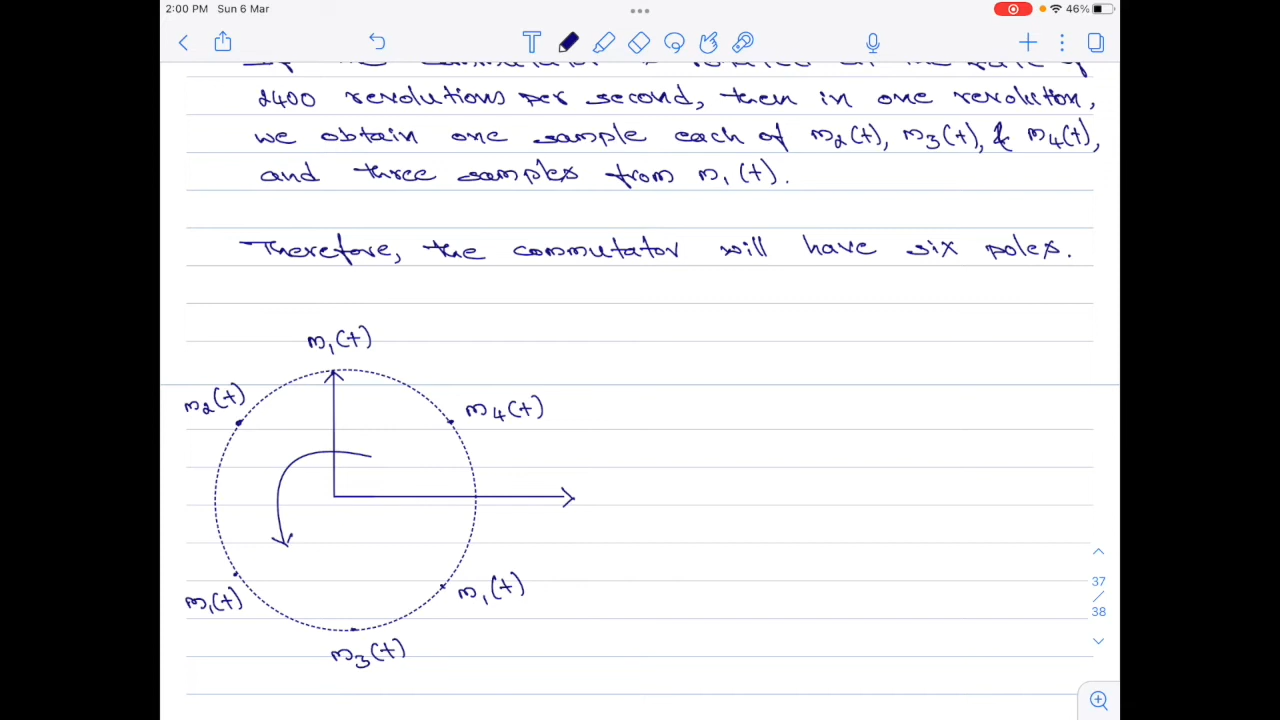 2:00 PM Sun 6 Mar
46%
T
2400 revolutions per second, then in one revolution,
we obtain one sample each of m2(t), m3(t), & m4(t),
and three samples from m1(t).
Therefore, the commutator will have six poles.
m1(t)
m2(t)
m4(t)
m1(t)
m1(t)
m3(t)
37
38